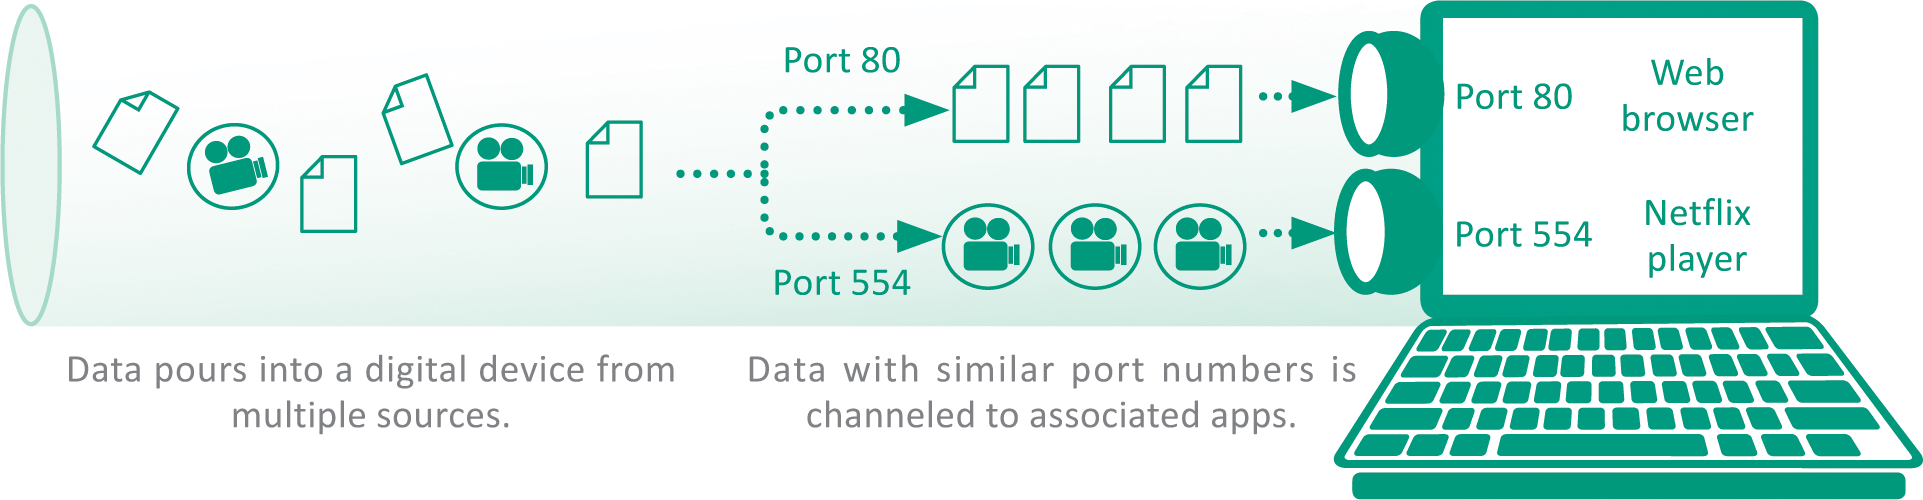 Port 80
Port 554
Port 80
Web
browser
Port 554
Netflix
player
Data pours into a digital device from
multiple sources.
Data with similar port numbers is
channeled to associated apps.